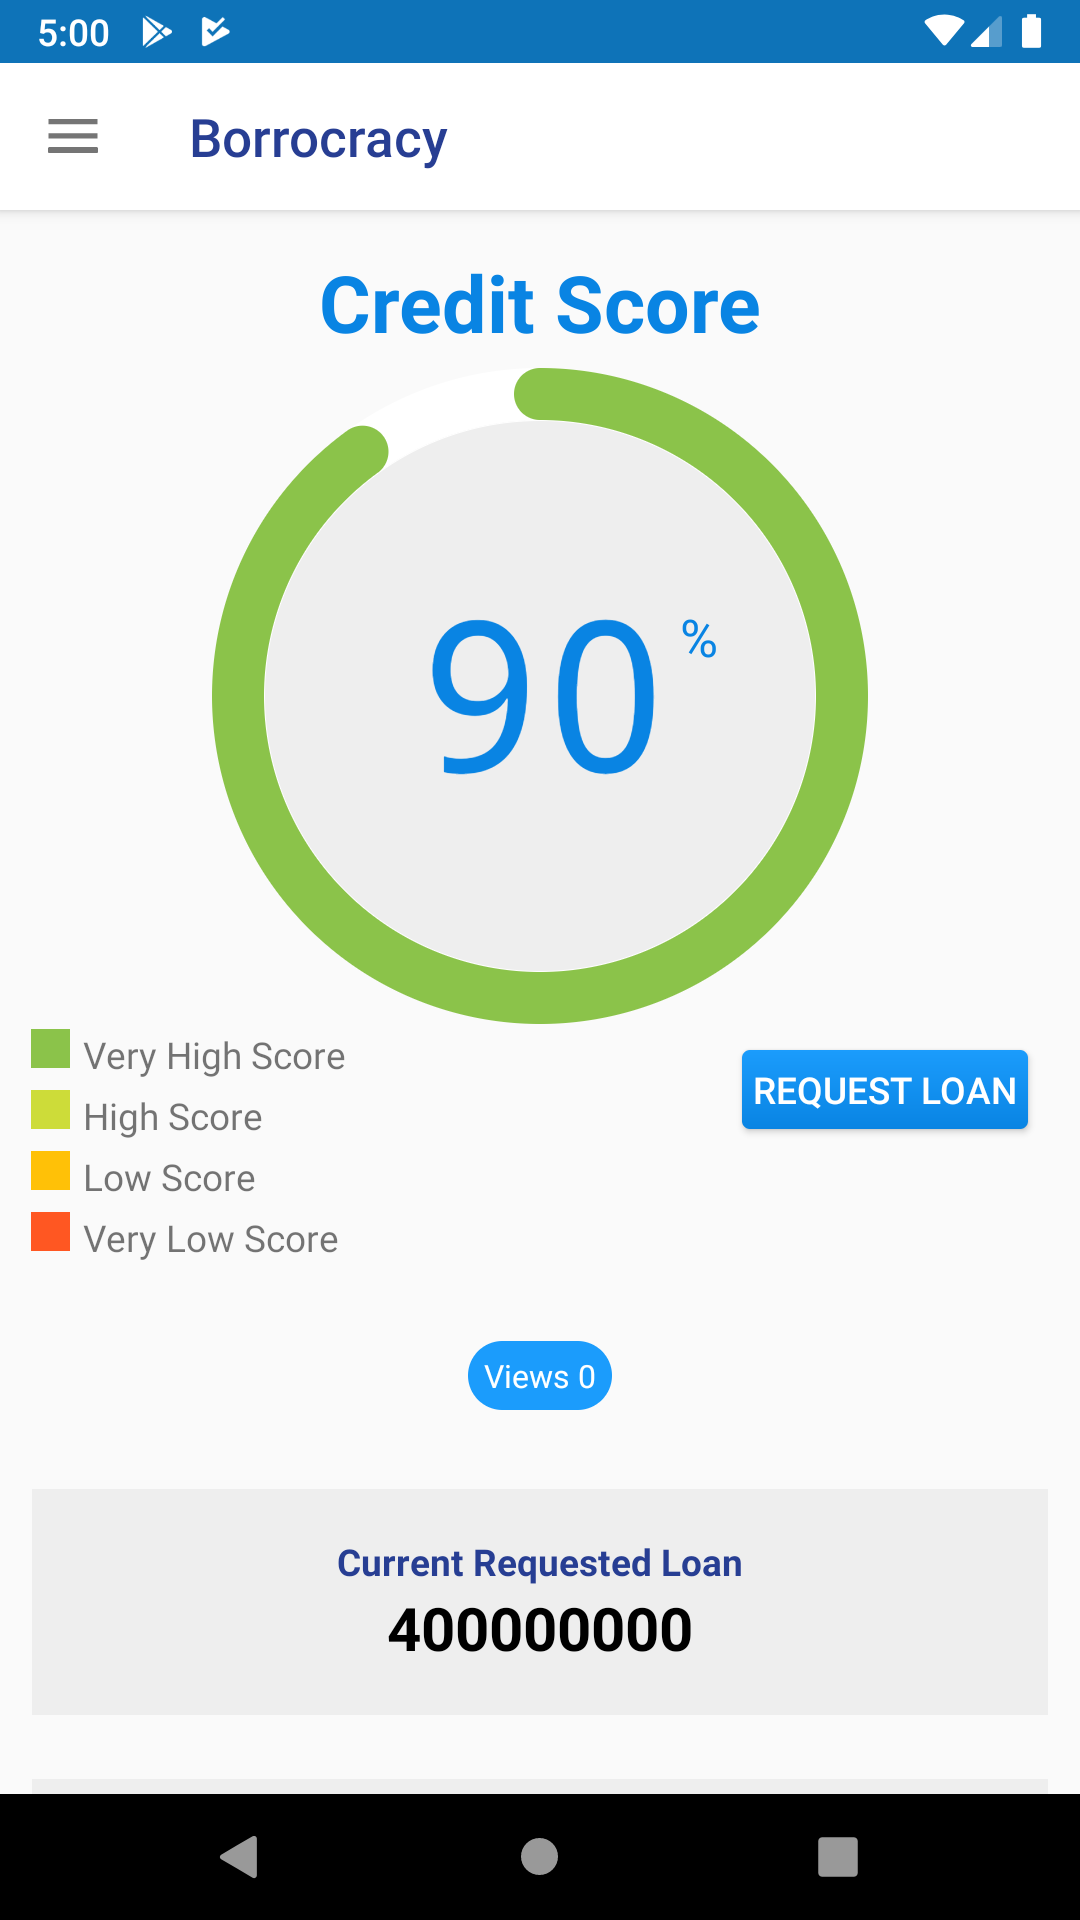 5:00
Borrocracy
Credit Score
90 %
Very High Score
REQUEST LOAN
High Score
Low Score
Very Low Score
Views 0
Current Requested Loan
400000000